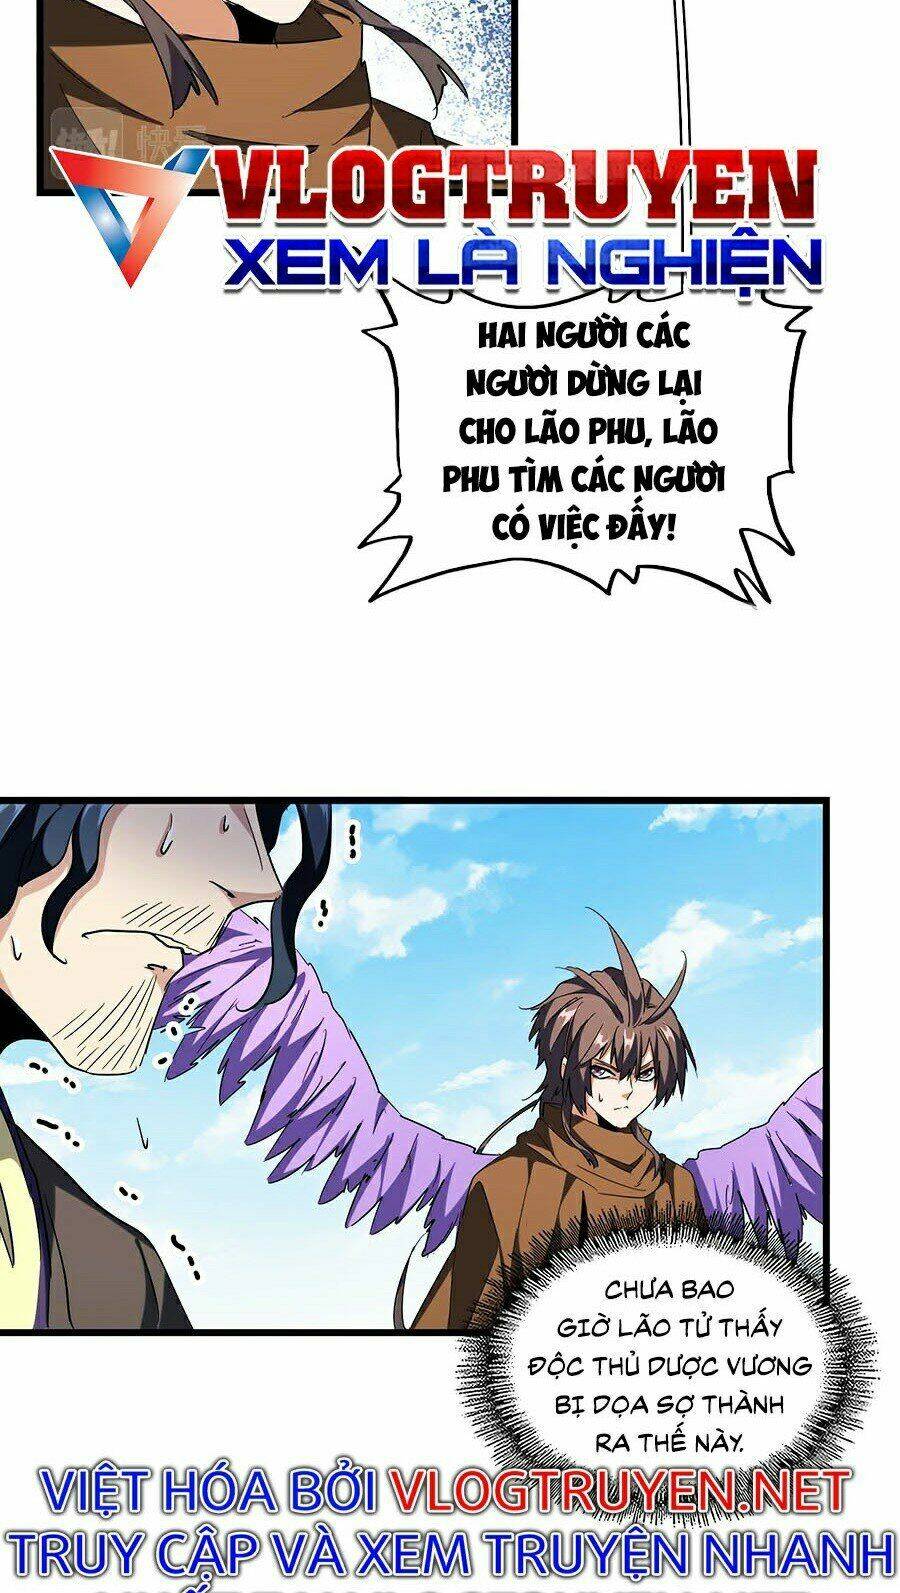 VLOGTRUYEN
XEM LÀ NGHIỆN
HAI NGƯỜI CÁC
NGƯƠI DỪNG LẠI
CHO LÃO PHU, LÃO
PHU TÌM CÁC NGƯƠI
CÓ VIỆC ĐẤY!
CHƯA BAO
GIỜ LÃO TỬ THẤY
ĐỘC THỦ DƯỢC VƯƠNG
BỊ DỌA SỢ THÀNH
RA THẾ NÀY.
VIỆT HÓA BỞI VLOGTRUYEN.NET
TRUY CẬP VÀ XEM TRUYỆN NHANH